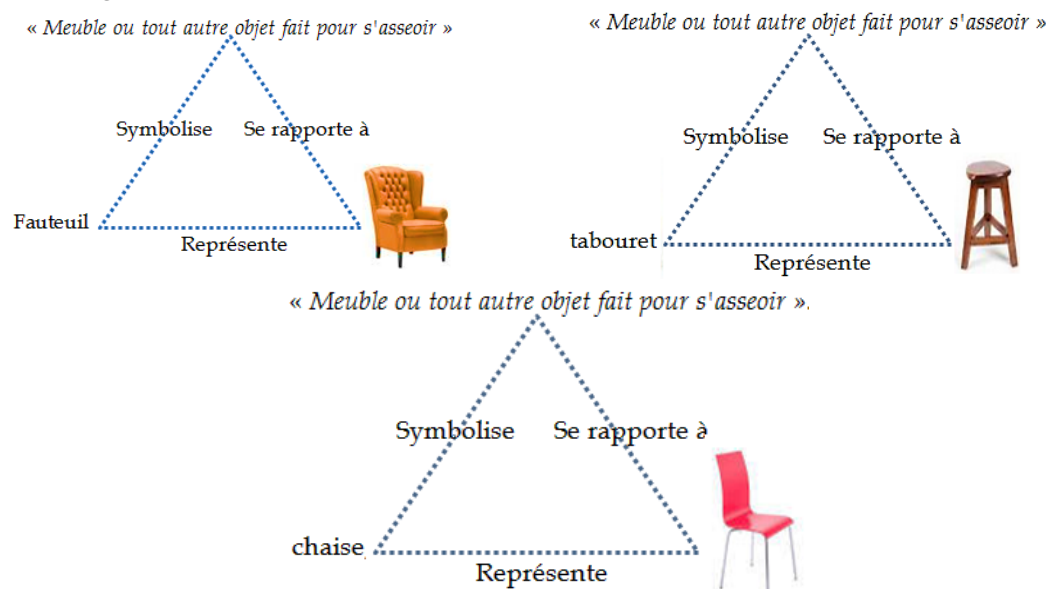 « Meuble ou tout autre objet fait pour s'asseoir »
Symbolise Se rapporte à
Fauteuil
Représente
« Meuble ou tout autre objet fait pour s'asseoir »
Symbolise Se rapporte à
tabouret
Représente
« Meuble ou tout autre objet fait pour s'asseoir ».
Symbolise Se rapporte à
chaise
Représente